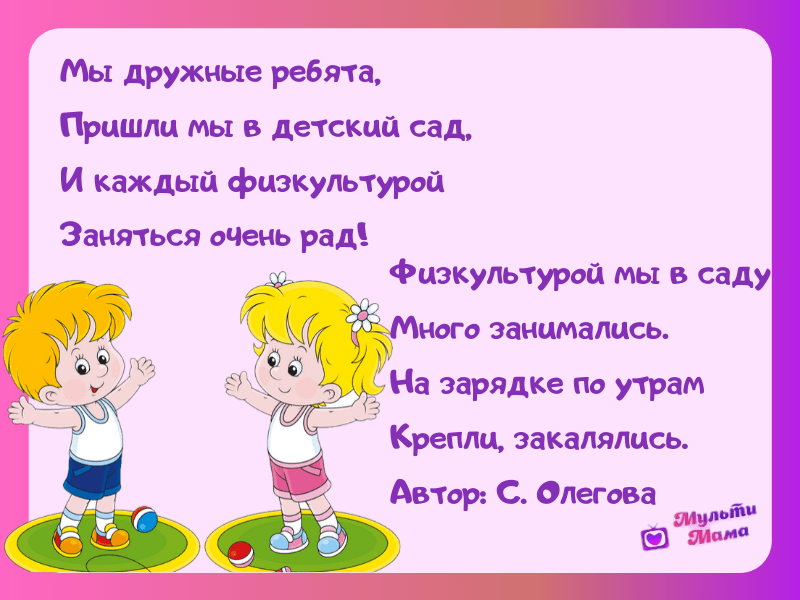 Мы дружные ребята,
Пришли мы в детский сад,
И каждый физкультурой
Заняться очень рад!
Физкультурой мы в саду
Много занимались.
На зарядке по утрам
Крепли, закалялись.
Автор: С. Олегова
Мульти
Мама